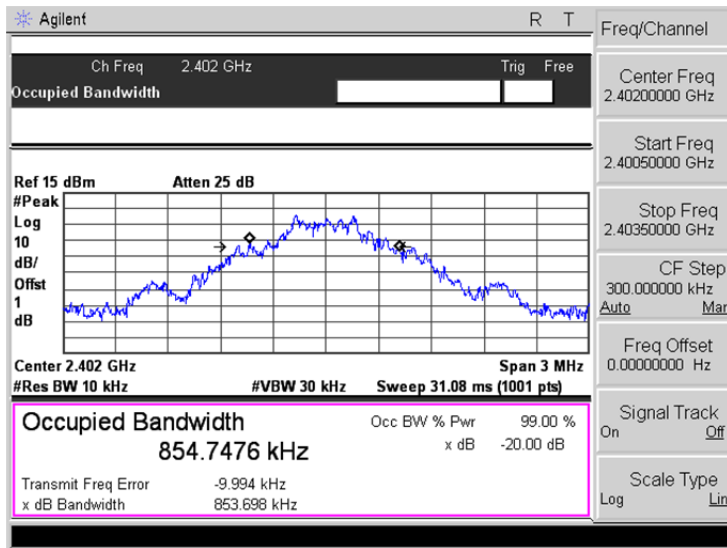 Agilent R T
Ch Freq 2.402 GHz Trig Free
Occupied Bandwidth
Ref 15 dBm Atten 25 dB
#Peak
Log
10
dB/
Offst
1
dB
Center 2.402 GHz Span 3 MHz
#Res BW 10 kHz #VBW 30 kHz Sweep 31.08 ms (1001 pts)
Occupied Bandwidth
854.7476 kHz
Occ BW % Pwr 99.00 %
x dB -20.00 dB
Transmit Freq Error -9.994 kHz
x dB Bandwidth 853.698 kHz
Freq/Channel
Center Freq
2.40200000 GHz
Start Freq
2.40050000 GHz
Stop Freq
2.40350000 GHz
CF Step
300.000000 kHz
Auto Man
Freq Offset
0.00000000 Hz
Signal Track
On Off
Scale Type
Log Lin